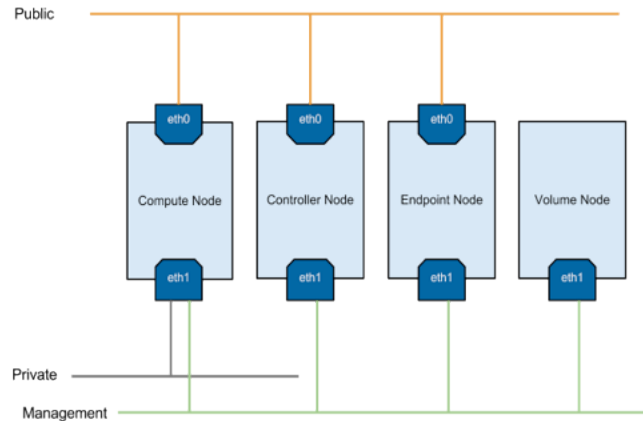 Public
eth0
eth0
eth0
Compute Node
Controller Node
Endpoint Node
Volume Node
eth1
eth1
eth1
eth1
Private
Management